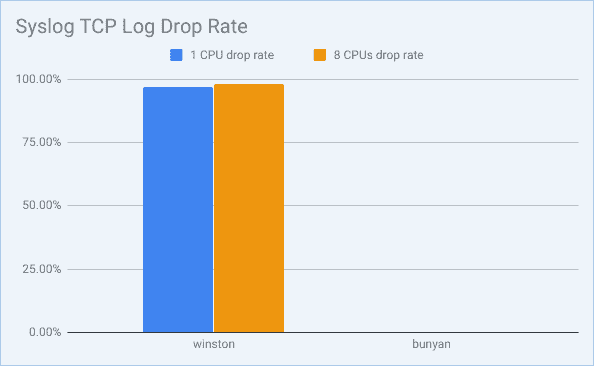 Syslog TCP Log Drop Rate
1 CPU drop rate 8 CPUs drop rate
100.00%
75.00%
50.00%
25.00%
0.00%
winston bunyan